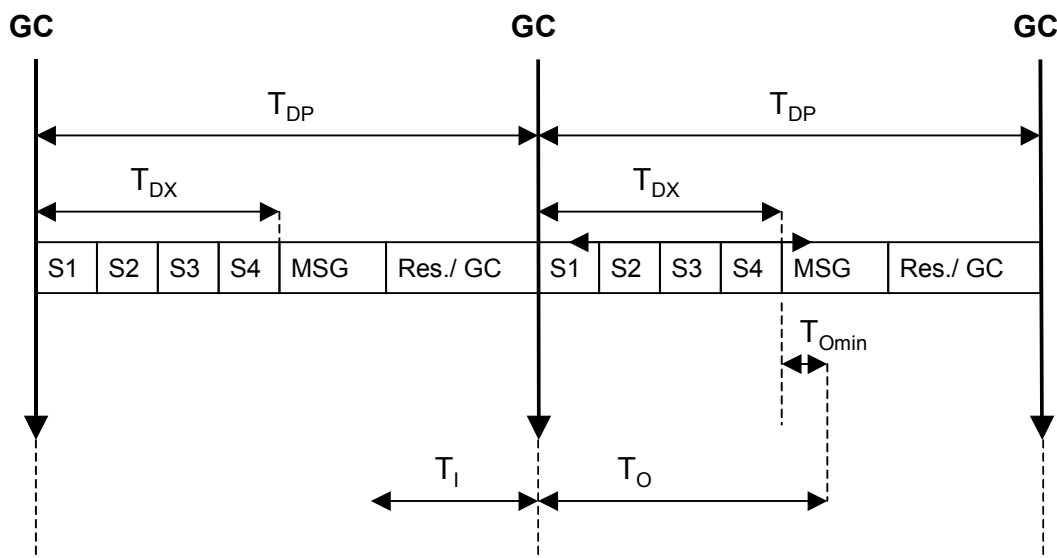 GC GC GC
T_DP T_DP
T_DX T_DX
S1 S2 S3 S4 MSG Res./ GC S1 S2 S3 S4 MSG Res./ GC
T_Omin
T_I T_O